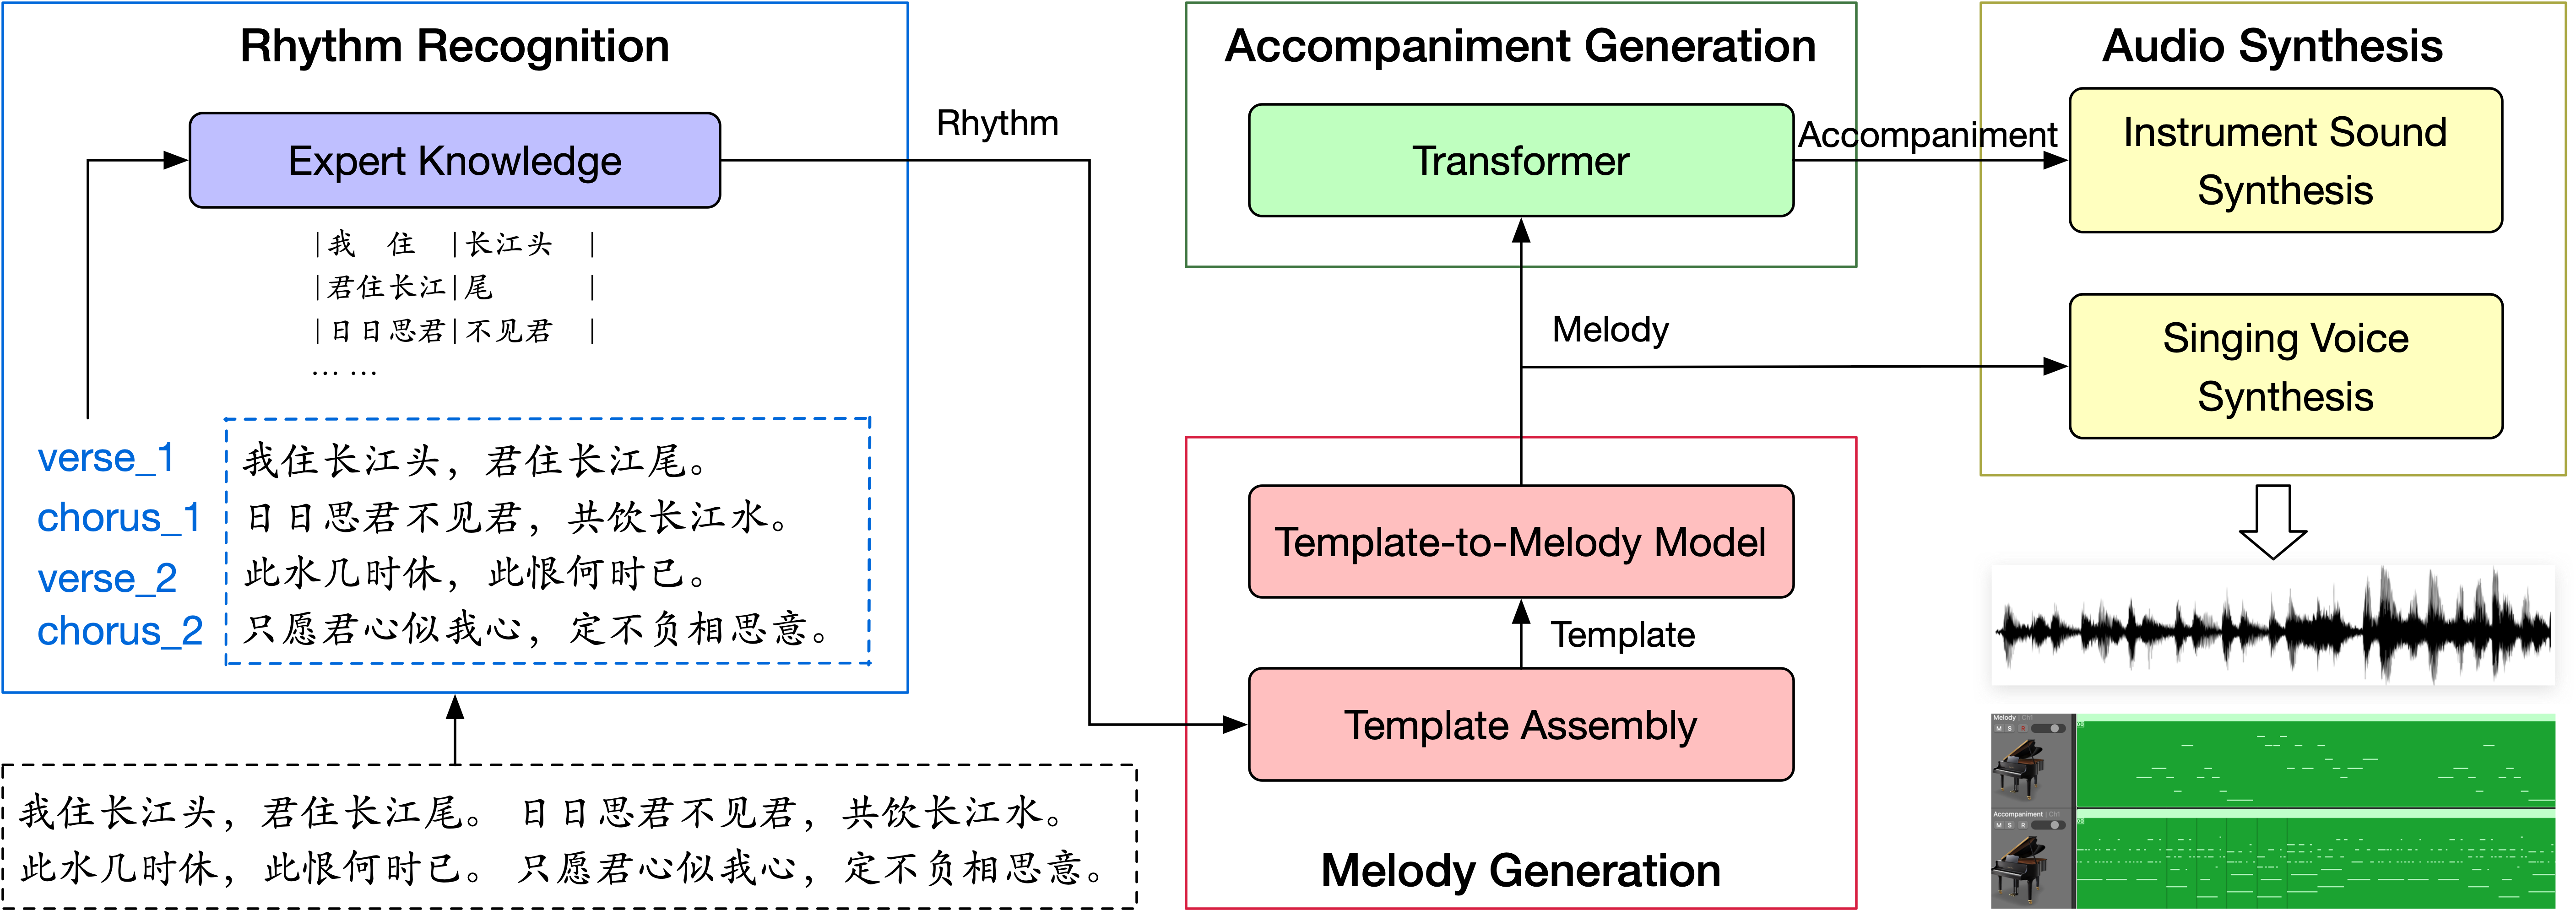 Rhythm Recognition
Expert Knowledge
|我 住 |长江头 |
|君住长江|尾 |
|日日思君|不见君 |
... ...
verse_1 我住长江头，君住长江尾。
chorus_1 日日思君不见君，共饮长江水。
verse_2 此水几时休，此恨何时已。
chorus_2 只愿君心似我心，定不负相思意。
我住长江头，君住长江尾。 日日思君不见君，共饮长江水。
此水几时休，此恨何时已。 只愿君心似我心，定不负相思意。
Rhythm
Accompaniment Generation
Transformer
Accompaniment
Melody
Template-to-Melody Model
Template
Template Assembly
Melody Generation
Audio Synthesis
Instrument Sound
Synthesis
Singing Voice
Synthesis
Melody | Ch1
M S R
Accompaniment | Ch1
M S R